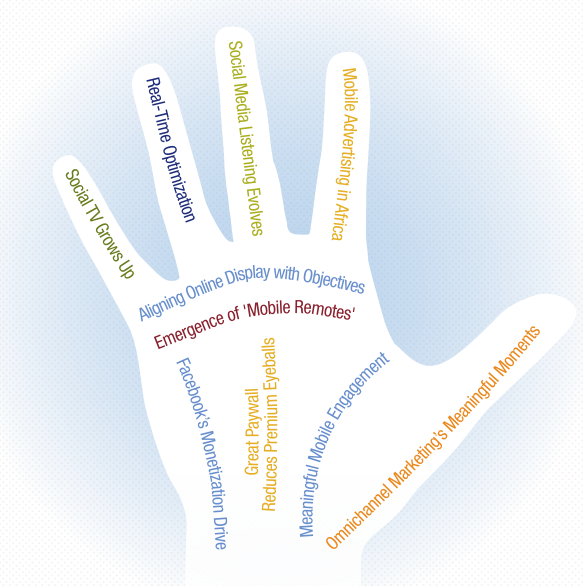 Social TV Grows Up
Real-Time Optimization
Social Media Listening Evolves
Mobile Advertising in Africa
Aligning Online Display with Objectives
Emergence of 'Mobile Remotes'
Facebook's Monetization Drive
Great Paywall
Reduces Premium Eyeballs
Meaningful Mobile Engagement
Omnichannel Marketing's Meaningful Moments